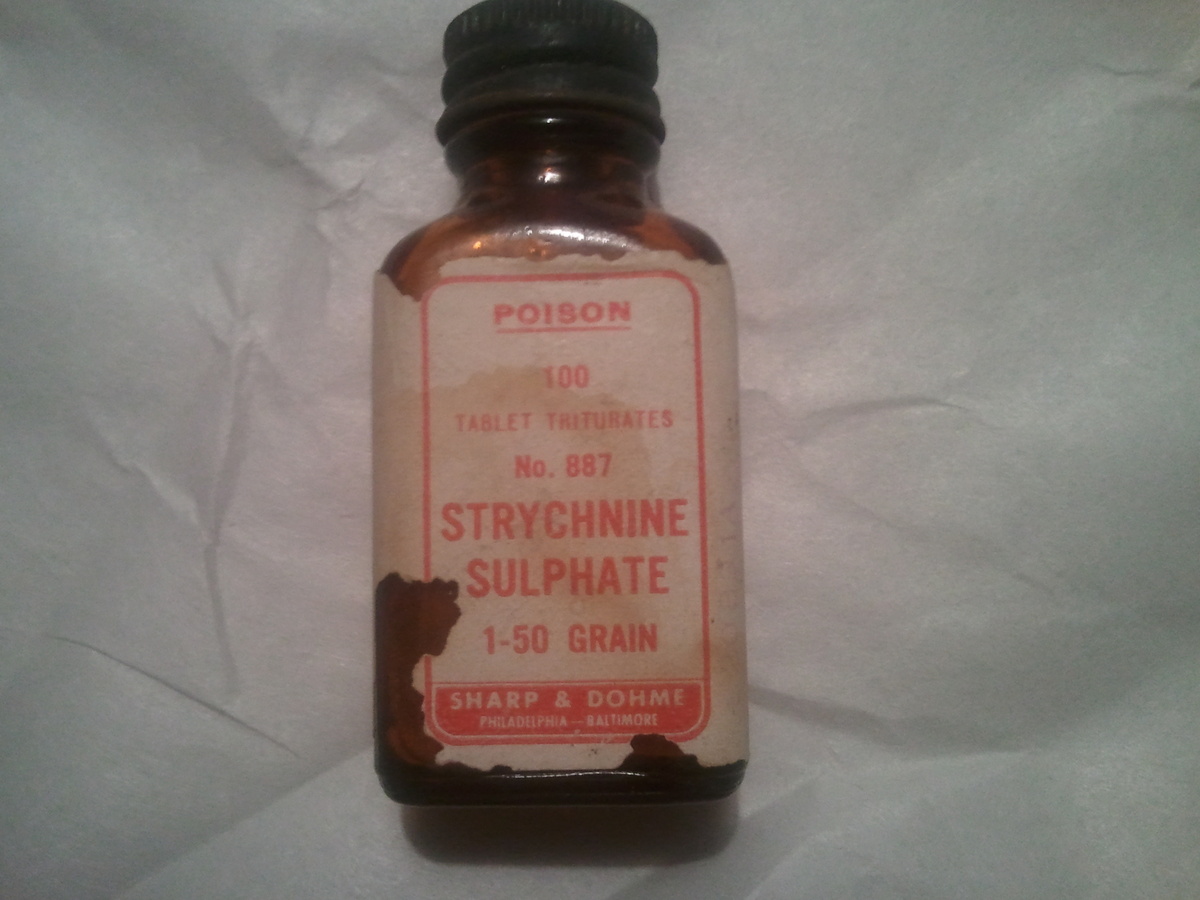 POISON
100
TABLET TRITURATES
No. 887
STRYCHNINE
SULPHATE
1-50 GRAIN
SHARP & DOHME
PHILADELPHIA — BALTIMORE